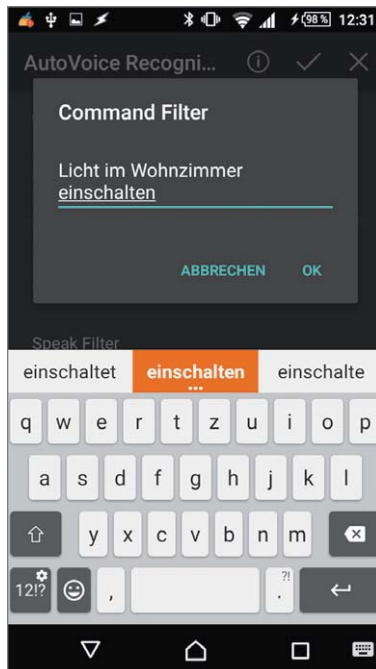 98 % 12:31
AutoVoice Recogni...
Command Filter
Licht im Wohnzimmer
einschalten
ABBRECHEN OK
Speak Filter
einschaltet einschalten einschalte
q w e r t z u i o p
a s d f g h j k l
y x c v b n m
12!? , ?! .